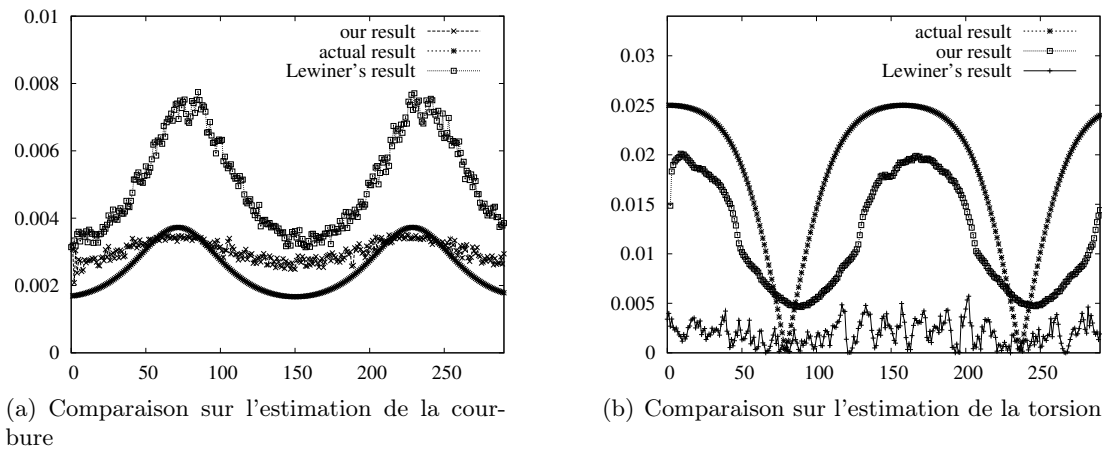 0.01
0.008
0.006
0.004
0.002
0
0 50 100 150 200 250
our result
actual result
Lewiner's result
(a) Comparaison sur l'estimation de la cour-
bure
0.03
0.025
0.02
0.015
0.01
0.005
0
0 50 100 150 200 250
actual result
our result
Lewiner's result
(b) Comparaison sur l'estimation de la torsion